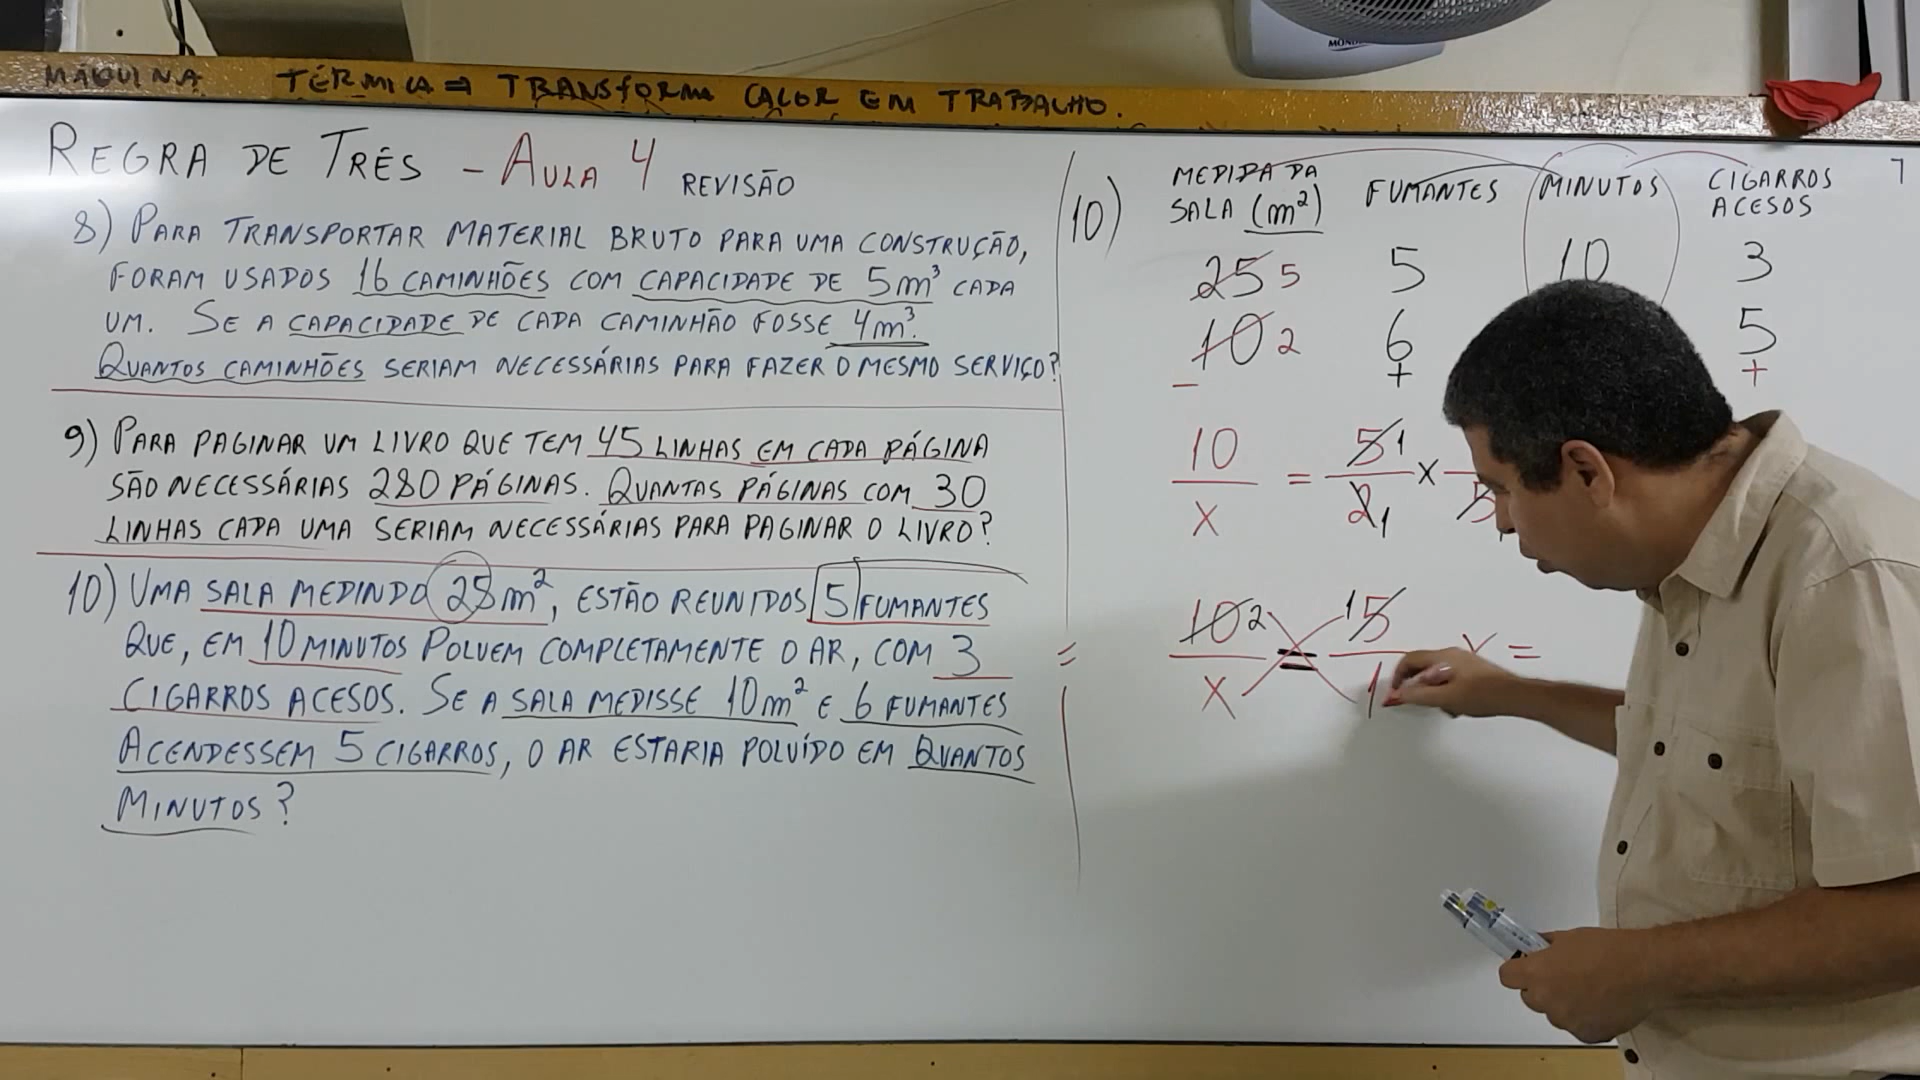 MÁQUINA TÉRMICA ⇒ TRANSFORMA CALOR EM TRABALHO.
REGRA DE TRÊS - AULA 4 REVISÃO
8) PARA TRANSPORTAR MATERIAL BRUTO PARA UMA CONSTRUÇÃO,
FORAM USADOS 16 CAMINHÕES COM CAPACIDADE DE 5m³ CADA
UM. SE A CAPACIDADE DE CADA CAMINHÃO FOSSE 4m³.
QUANTOS CAMINHÕES SERIAM NECESSÁRIAS PARA FAZER O MESMO SERVIÇO?
9) PARA PAGINAR UM LIVRO QUE TEM 45 LINHAS EM CADA PÁGINA
SÃO NECESSÁRIAS 280 PÁGINAS. QUANTAS PÁGINAS COM 30
LINHAS CADA UMA SERIAM NECESSÁRIAS PARA PAGINAR O LIVRO?
10) UMA SALA MEDINDO 25m², ESTÃO REUNIDOS 5 FUMANTES
QUE, EM 10 MINUTOS POLUEM COMPLETAMENTE O AR, COM 3
CIGARROS ACESOS. SE A SALA MEDISSE 10m² E 6 FUMANTES
ACENDESSEM 5 CIGARROS, O AR ESTARIA POLUÍDO EM QUANTOS
MINUTOS?
10) MEDIDA DA SALA (m²) FUMANTES MINUTOS CIGARROS ACESOS
25 5 5 10 3
10 2 6 5
- + +
10 = 5 1 ×
X 2 1 5
10 2 = 1 5 X =
X 1